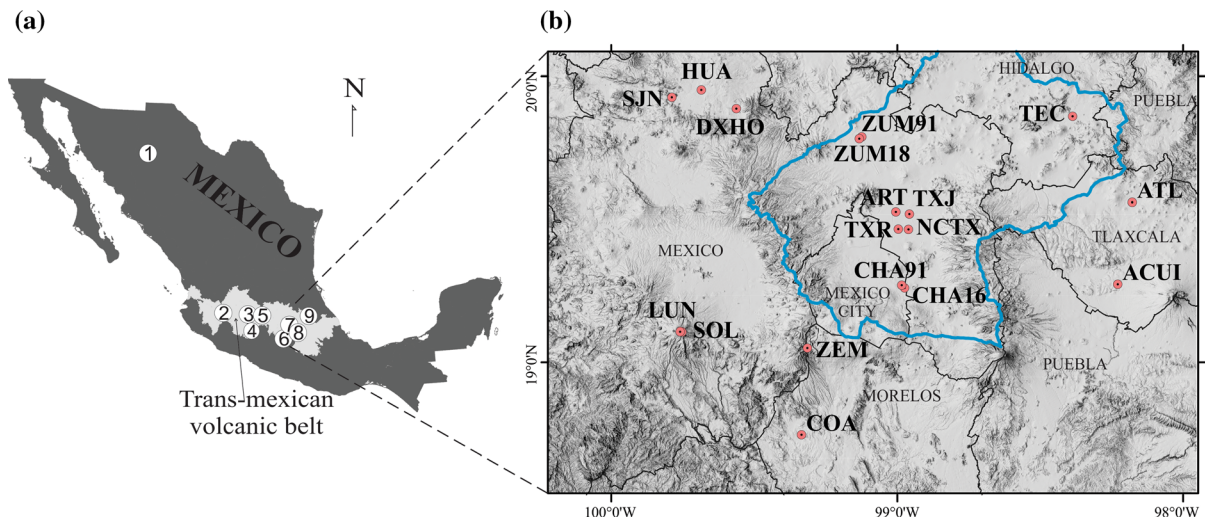 (a)
N
1
MEXICO
2
3
5
4
7
6
8
9
Trans-mexican
volcanic belt
(b)
20°0'N
19°0'N
HIDALGO
PUEBLA
HUA
SJN
DXHO
TEC
ZUM91
ZUM18
ATL
ART
TXJ
TXR
NCTX
TLAXCALA
MEXICO
CHA91
ACUI
MEXICO
CITY
CHA16
LUN
SOL
ZEM
PUEBLA
MORELOS
COA
100°0'W
99°0'W
98°0'W